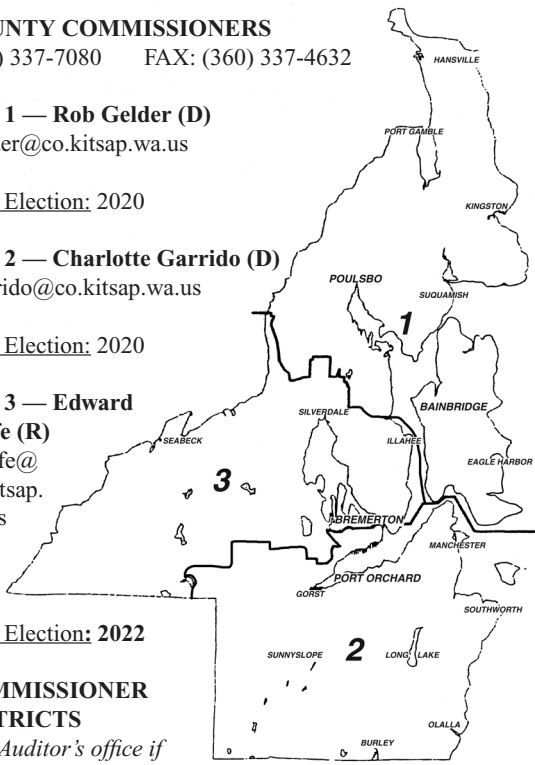 UNTY COMMISSIONERS
) 337-7080 FAX: (360) 337-4632
1 — Rob Gelder (D)
er@co.kitsap.wa.us
Election: 2020
2 — Charlotte Garrido (D)
rido@co.kitsap.wa.us
Election: 2020
3 — Edward
fe (R)
fe@
itsap.
s
Election: 2022
MMISSIONER
TRICTS
Auditor's office if
HANSVILLE
PORT GAMBLE
KINGSTON
POULSBO
SUQUAMISH
1
SILVERDALE
BAINBRIDGE
SEABECK
ILLAHEE
EAGLE HARBOR
3
BREMERTON
MANCHESTER
PORT ORCHARD
GORST
SOUTHWORTH
SUNNYSLOPE
2
LONG LAKE
OLALLA
BURLEY